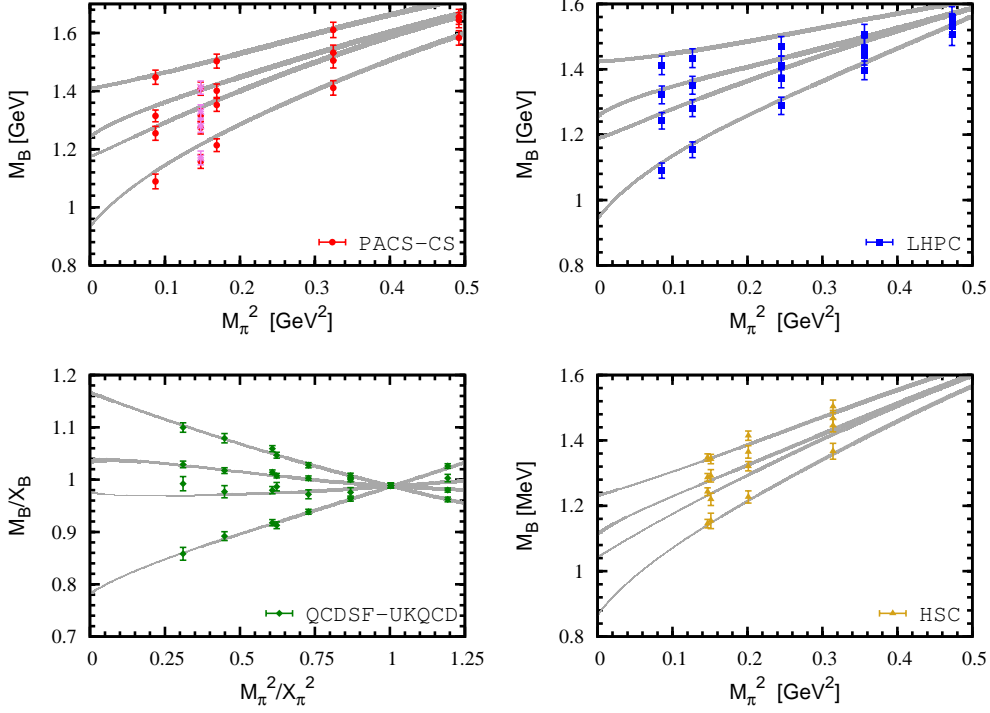 1.6
1.4
1.2
1
0.8
M_B [GeV]
0 0.1 0.2 0.3 0.4 0.5
M_π^2 [GeV^2]
PACS-CS
1.6
1.4
1.2
1
0.8
M_B [GeV]
0 0.1 0.2 0.3 0.4 0.5
M_π^2 [GeV^2]
LHPC
1.2
1.1
1
0.9
0.8
0.7
M_B/X_B
0 0.25 0.5 0.75 1 1.25
M_π^2/X_π^2
QCDSF-UKQCD
1.6
1.4
1.2
1
0.8
M_B [MeV]
0 0.1 0.2 0.3 0.4 0.5
M_π^2 [GeV^2]
HSC